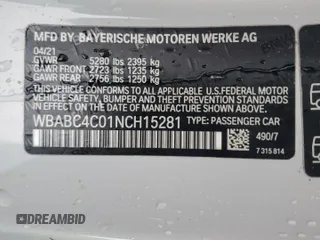 MFD BY BAYERISCHE MOTOREN WERKE AG
04/21
GVWR 5280 lbs 2395 kg
GAWR FRONT 2723 lbs 1235 kg
GAWR REAR 2756 lbs 1250 kg
THIS VEHICLE CONFORMS TO ALL APPLICABLE
U.S.FEDERAL MOTOR VEHICLE SAFETY, BUMPER, AND
THEFT PREVENTION STANDARDS IN EFFECT ON
THE DATE OF MANUFACTURE SHOWN ABOVE.
WBABC4C01NCH15281 TYPE: PASSENGER CAR
490/7
7 315 814
DREAMBID